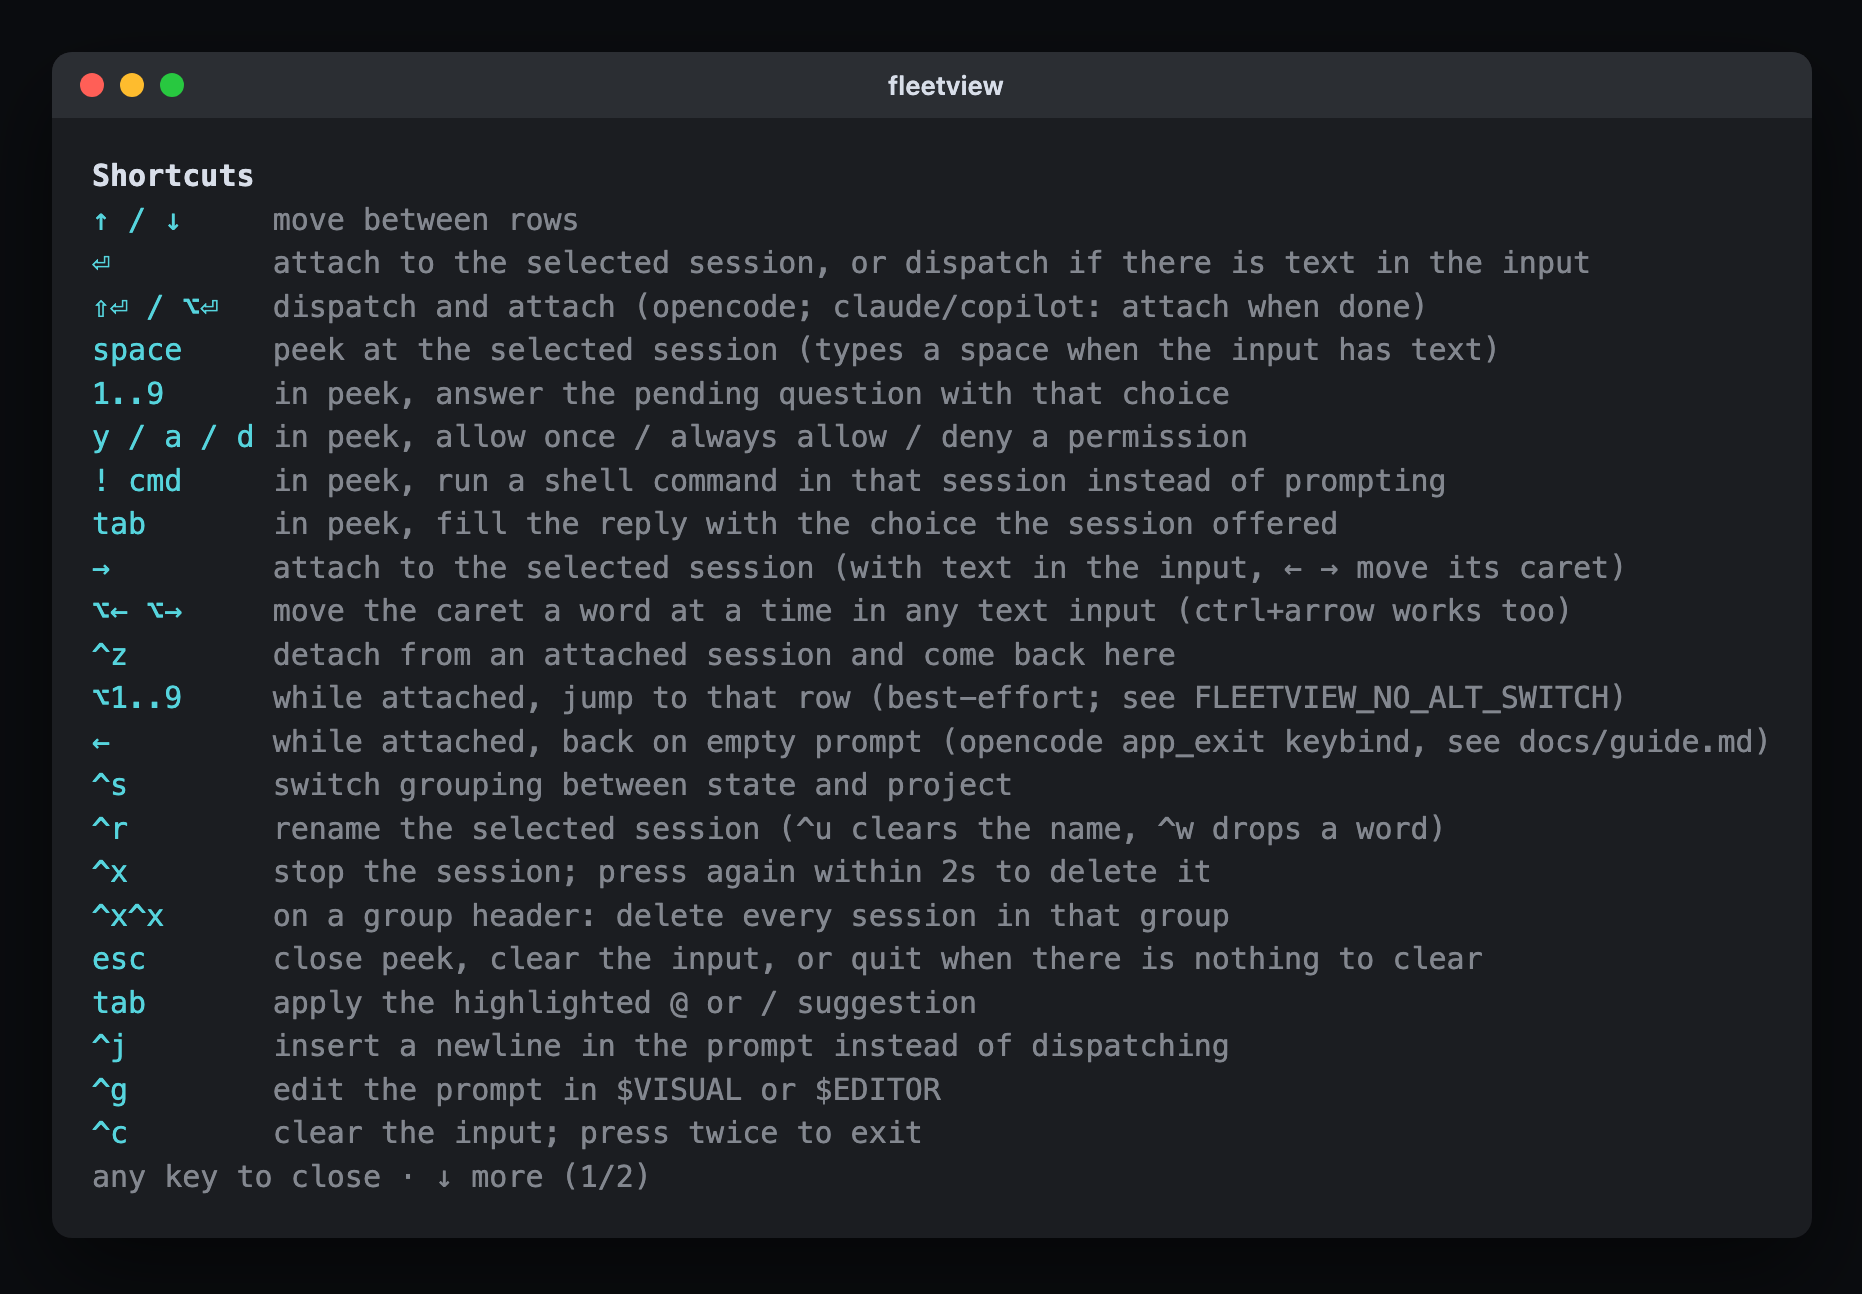 fleetview
Shortcuts
↑ / ↓ move between rows
⏎ attach to the selected session, or dispatch if there is text in the input
⇧⏎ / ⌥⏎ dispatch and attach (opencode; claude/copilot: attach when done)
space peek at the selected session (types a space when the input has text)
1..9 in peek, answer the pending question with that choice
y / a / d in peek, allow once / always allow / deny a permission
! cmd in peek, run a shell command in that session instead of prompting
tab in peek, fill the reply with the choice the session offered
→ attach to the selected session (with text in the input, ← → move its caret)
⌥← ⌥→ move the caret a word at a time in any text input (ctrl+arrow works too)
^z detach from an attached session and come back here
⌥1..9 while attached, jump to that row (best-effort; see FLEETVIEW_NO_ALT_SWITCH)
← while attached, back on empty prompt (opencode app_exit keybind, see docs/guide.md)
^s switch grouping between state and project
^r rename the selected session (^u clears the name, ^w drops a word)
^x stop the session; press again within 2s to delete it
^x^x on a group header: delete every session in that group
esc close peek, clear the input, or quit when there is nothing to clear
tab apply the highlighted @ or / suggestion
^j insert a newline in the prompt instead of dispatching
^g edit the prompt in $VISUAL or $EDITOR
^c clear the input; press twice to exit
any key to close · ↓ more (1/2)